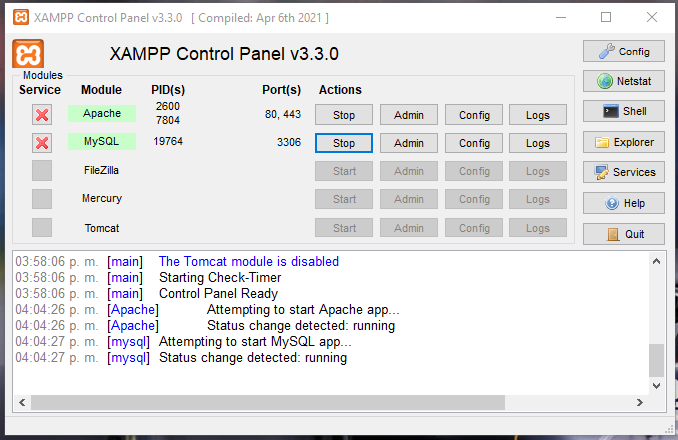 XAMPP Control Panel v3.3.0 [ Compiled: Apr 6th 2021 ]
XAMPP Control Panel v3.3.0
Config
Modules
Service Module PID(s) Port(s) Actions
Netstat
Apache 2600 7804 80, 443 Stop Admin Config Logs
Shell
MySQL 19764 3306 Stop Admin Config Logs
Explorer
FileZilla Start Admin Config Logs
Services
Mercury Start Admin Config Logs
Help
Tomcat Start Admin Config Logs
Quit
03:58:06 p. m. [main] The Tomcat module is disabled
03:58:06 p. m. [main] Starting Check-Timer
03:58:06 p. m. [main] Control Panel Ready
04:04:26 p. m. [Apache] Attempting to start Apache app...
04:04:26 p. m. [Apache] Status change detected: running
04:04:27 p. m. [mysql] Attempting to start MySQL app...
04:04:27 p. m. [mysql] Status change detected: running